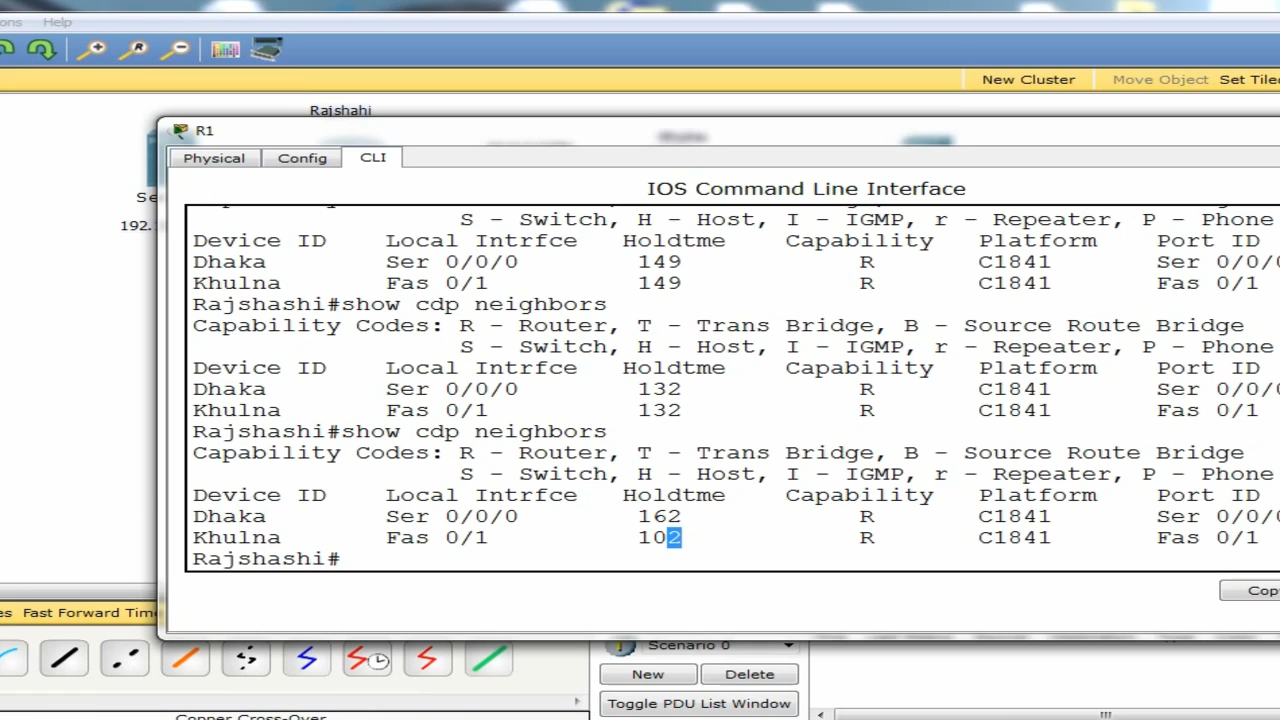 ons Help
New Cluster Move Object Set Tile
Rajshahi
R1
Se
192.
Physical Config CLI
IOS Command Line Interface
S - Switch, H - Host, I - IGMP, r - Repeater, P - Phone
Device ID Local Intrfce Holdtme Capability Platform Port ID
Dhaka Ser 0/0/0 149 R C1841 Ser 0/0/0
Khulna Fas 0/1 149 R C1841 Fas 0/1
Rajshashi#show cdp neighbors
Capability Codes: R - Router, T - Trans Bridge, B - Source Route Bridge
S - Switch, H - Host, I - IGMP, r - Repeater, P - Phone
Device ID Local Intrfce Holdtme Capability Platform Port ID
Dhaka Ser 0/0/0 132 R C1841 Ser 0/0/0
Khulna Fas 0/1 132 R C1841 Fas 0/1
Rajshashi#show cdp neighbors
Capability Codes: R - Router, T - Trans Bridge, B - Source Route Bridge
S - Switch, H - Host, I - IGMP, r - Repeater, P - Phone
Device ID Local Intrfce Holdtme Capability Platform Port ID
Dhaka Ser 0/0/0 162 R C1841 Ser 0/0/0
Khulna Fas 0/1 102 R C1841 Fas 0/1
Rajshashi#
Cop
es Fast Forward Tim
Scenario 0
New Delete
Toggle PDU List Window
Copper Cross-Over